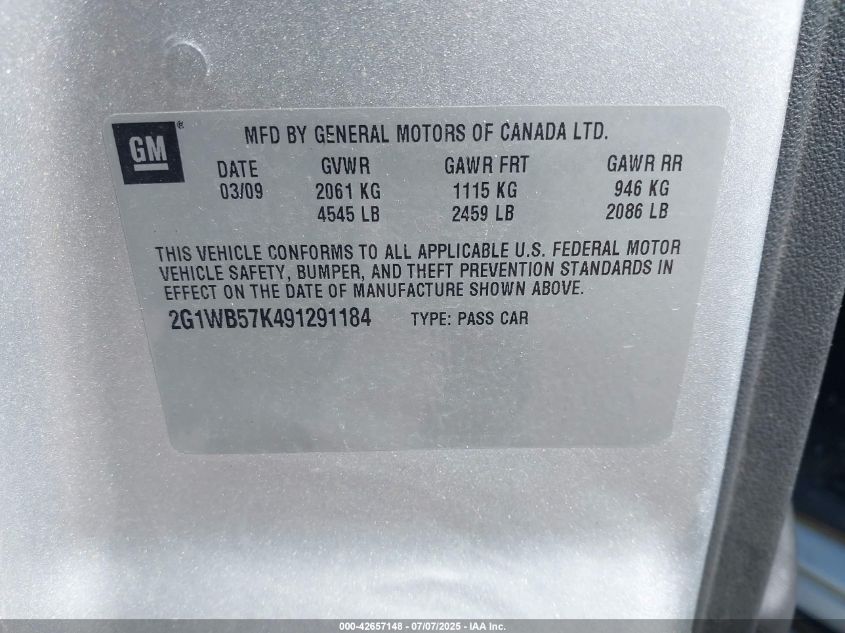 GM®
MFD BY GENERAL MOTORS OF CANADA LTD.
DATE GVWR GAWR FRT GAWR RR
03/09 2061 KG 1115 KG 946 KG
4545 LB 2459 LB 2086 LB
THIS VEHICLE CONFORMS TO ALL APPLICABLE U.S. FEDERAL MOTOR
VEHICLE SAFETY, BUMPER, AND THEFT PREVENTION STANDARDS IN
EFFECT ON THE DATE OF MANUFACTURE SHOWN ABOVE.
2G1WB57K491291184 TYPE: PASS CAR
000-42657148 - 07/07/2025 - IAA Inc.